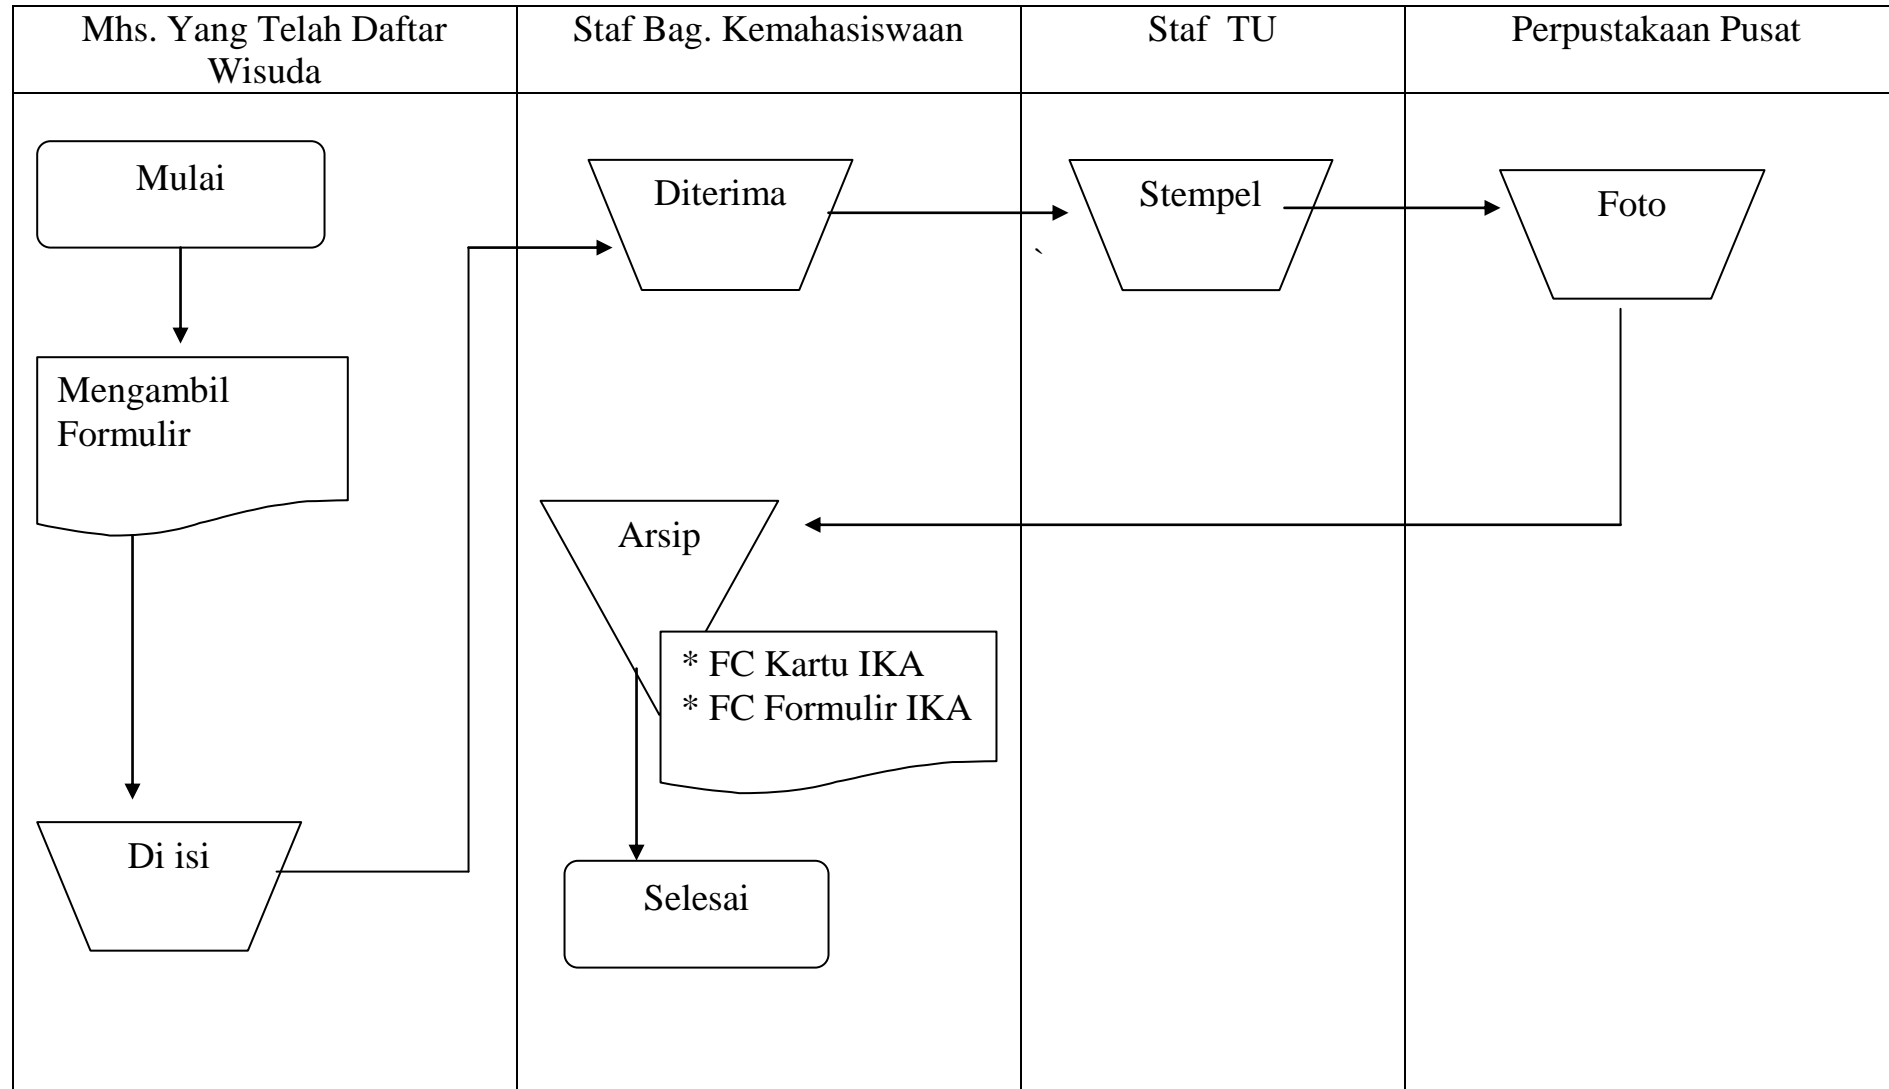 Mhs. Yang Telah Daftar
Wisuda
Staf Bag. Kemahasiswaan
Staf  TU
Perpustakaan Pusat
Mulai
Diterima
Stempel
Foto
`
Mengambil
Formulir
Arsip
* FC Kartu IKA
* FC Formulir IKA
Di isi
Selesai